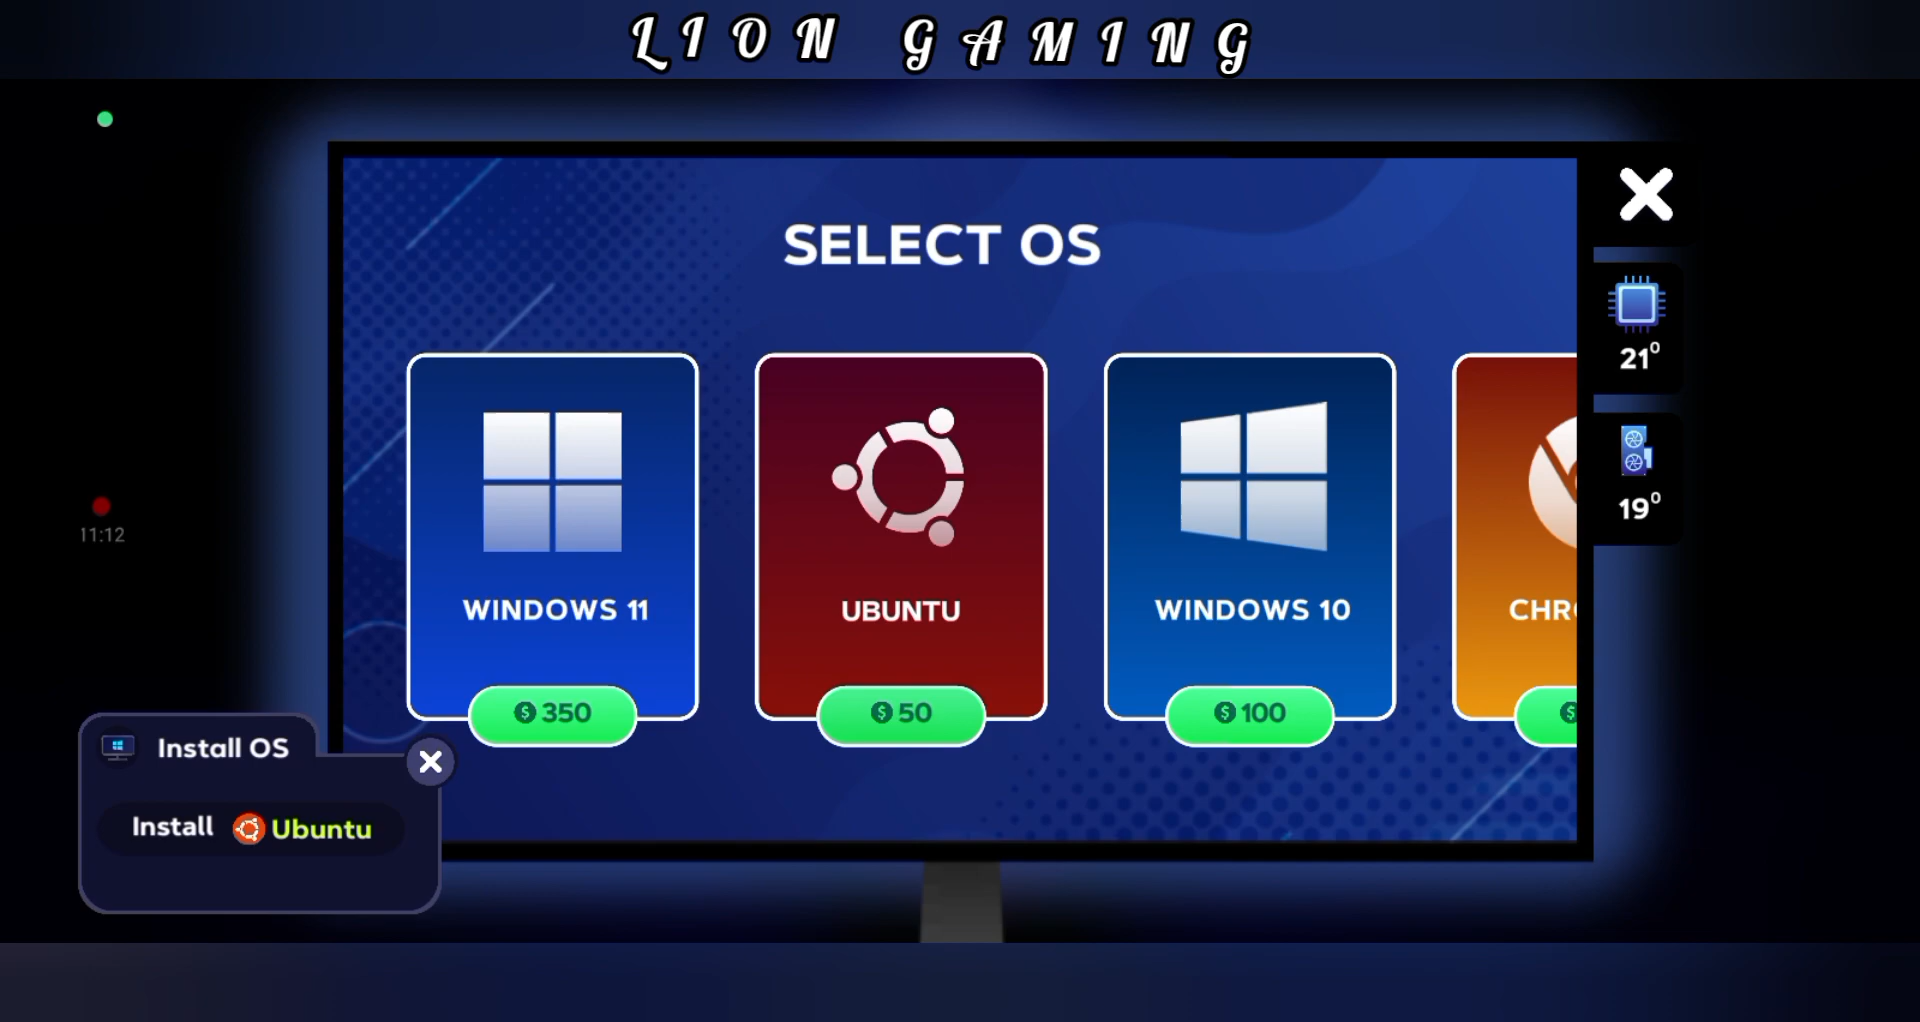 LION GAMING
SELECT OS
21°
19°
11:12
WINDOWS 11
UBUNTU
WINDOWS 10
CHR
$ 350
$ 50
$ 100
$
Install OS
Install Ubuntu